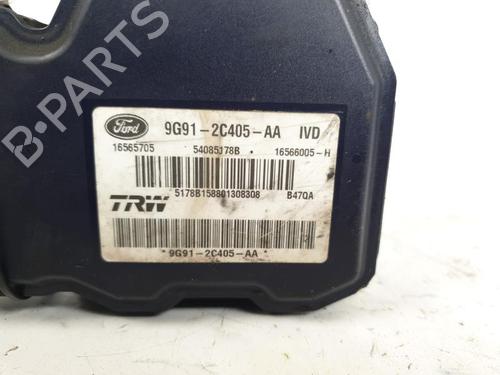 Ford 9G91-2C405-AA IVD
16565705 54085178B 16566005-H
5178B158801308308 B47QA
TRW
*9G91-2C405-AA*
B-PARTS